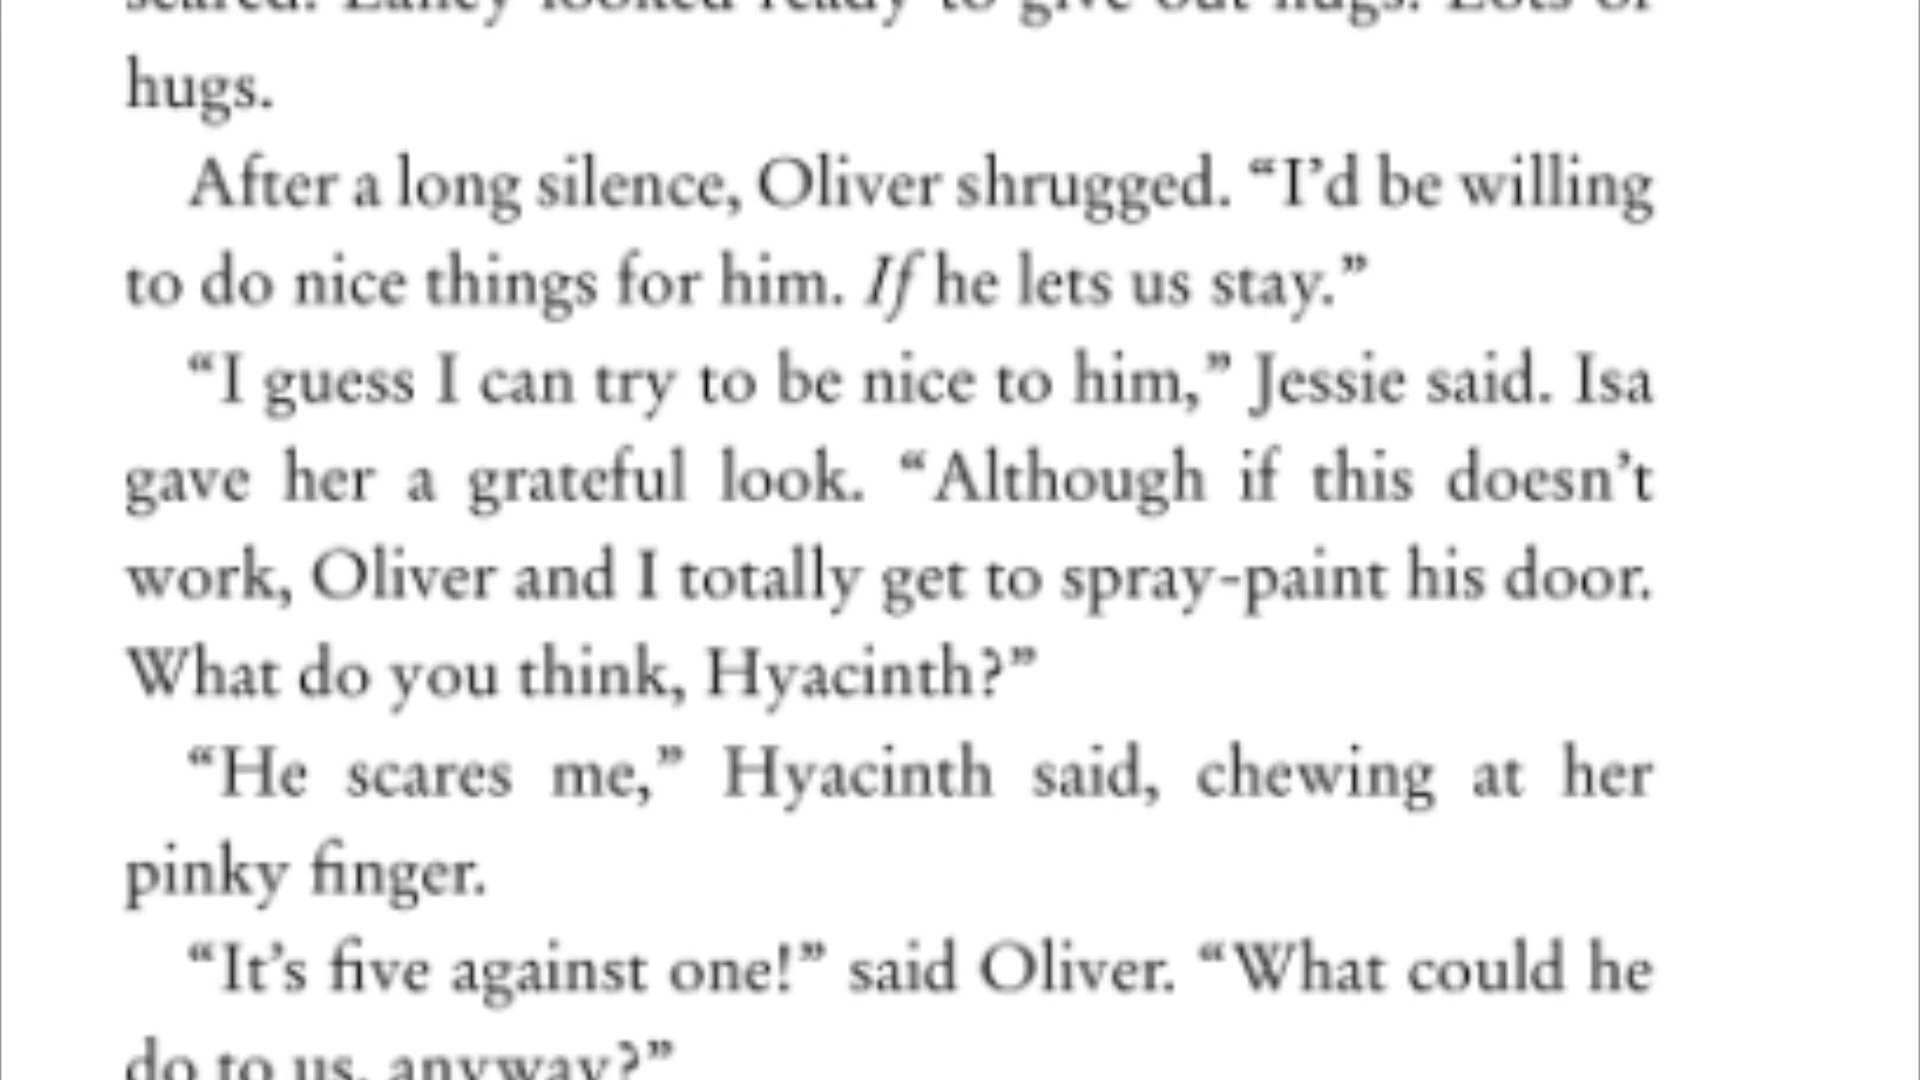 scared. Laney looked ready to give out hugs. Lots of
hugs.
After a long silence, Oliver shrugged. “I’d be willing
to do nice things for him. If he lets us stay.”
“I guess I can try to be nice to him,” Jessie said. Isa
gave her a grateful look. “Although if this doesn’t
work, Oliver and I totally get to spray-paint his door.
What do you think, Hyacinth?”
“He scares me,” Hyacinth said, chewing at her
pinky finger.
“It’s five against one!” said Oliver. “What could he
do to us, anyway?”